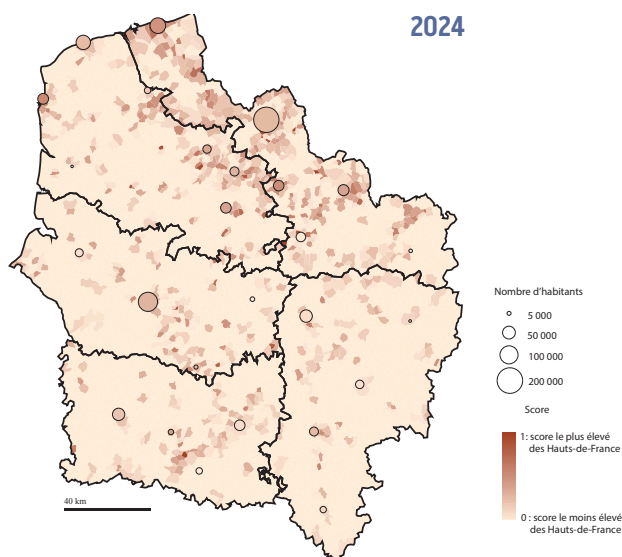 2024
Nombre d'habitants
5 000
50 000
100 000
200 000
Score
1: score le plus élevé
des Hauts-de-France
0 : score le moins élevé
des Hauts-de-France
40 km